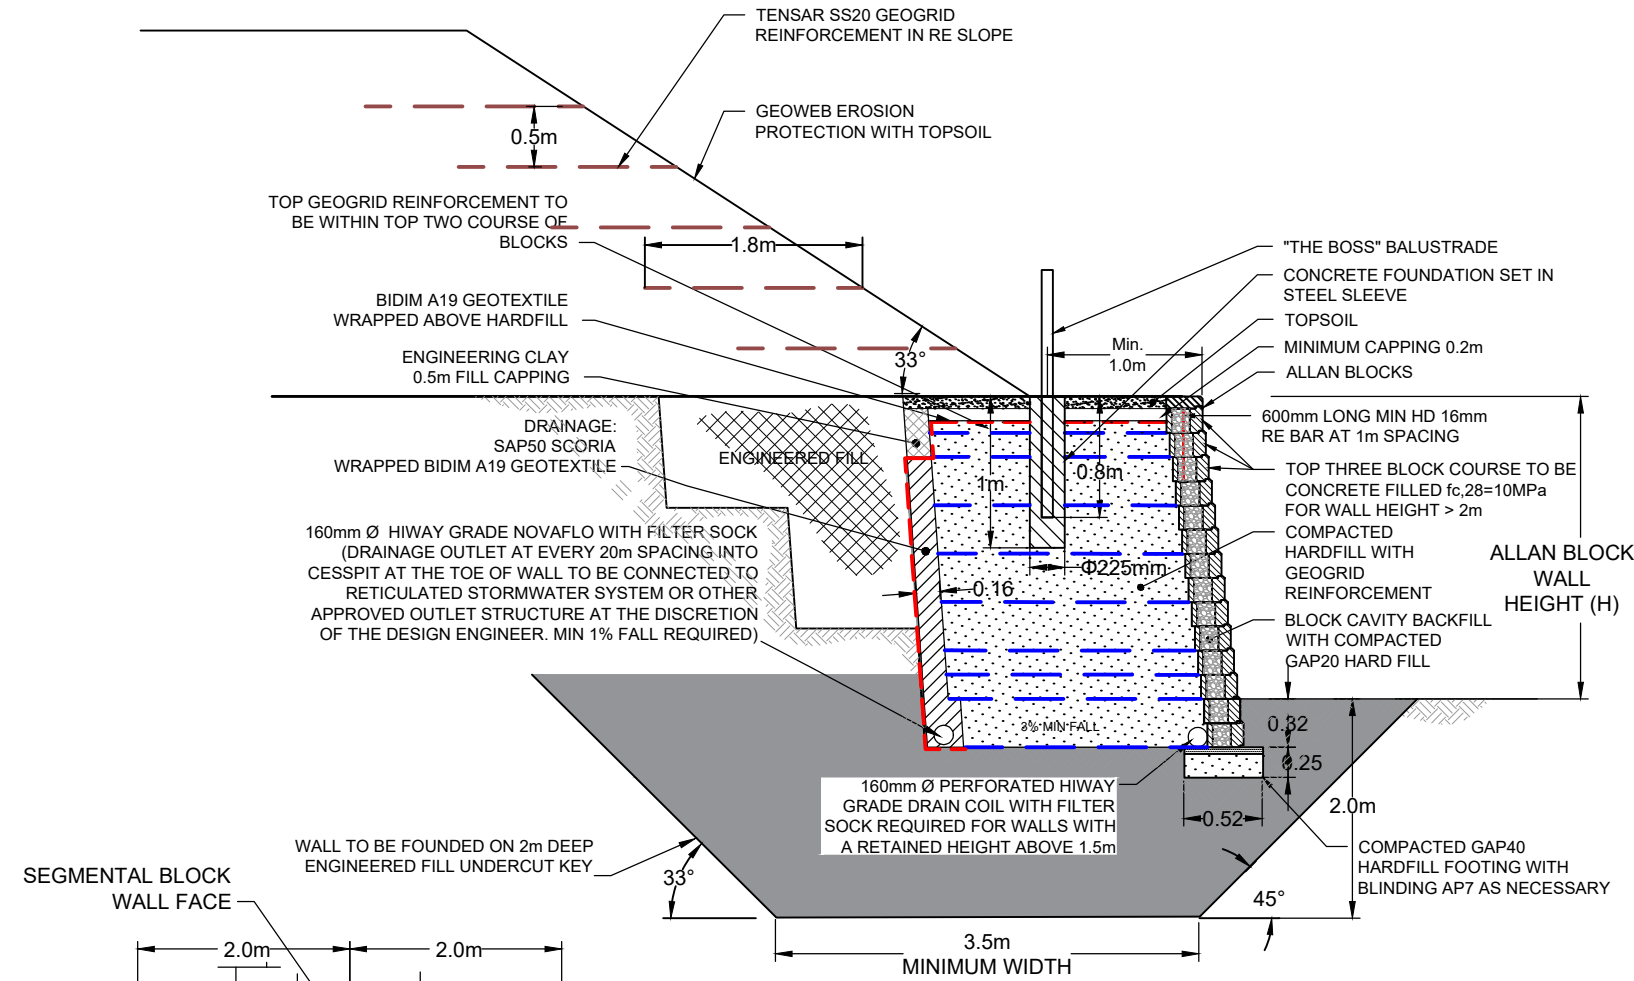 TENSAR SS20 GEOGRID
REINFORCEMENT IN RE SLOPE
GEOWEB EROSION
PROTECTION WITH TOPSOIL
0.5m
TOP GEOGRID REINFORCEMENT TO
BE WITHIN TOP TWO COURSE OF
BLOCKS
1.8m
BIDIM A19 GEOTEXTILE
WRAPPED ABOVE HARDFILL
ENGINEERING CLAY
0.5m FILL CAPPING
33°
"THE BOSS" BALUSTRADE
CONCRETE FOUNDATION SET IN
STEEL SLEEVE
TOPSOIL
Min.
1.0m
MINIMUM CAPPING 0.2m
ALLAN BLOCKS
600mm LONG MIN HD 16mm
RE BAR AT 1m SPACING
DRAINAGE:
SAP50 SCORIA
WRAPPED BIDIM A19 GEOTEXTILE
ENGINEERED FILL
1m
0.8m
TOP THREE BLOCK COURSE TO BE
CONCRETE FILLED fc,28=10MPa
FOR WALL HEIGHT > 2m
160mm Ø HIWAY GRADE NOVAFLO WITH FILTER SOCK
(DRAINAGE OUTLET AT EVERY 20m SPACING INTO
CESSPIT AT THE TOE OF WALL TO BE CONNECTED TO
RETICULATED STORMWATER SYSTEM OR OTHER
APPROVED OUTLET STRUCTURE AT THE DISCRETION
OF THE DESIGN ENGINEER. MIN 1% FALL REQUIRED)
0.16
Φ225mm
COMPACTED
HARDFILL WITH
GEOGRID
REINFORCEMENT
ALLAN BLOCK
WALL
HEIGHT (H)
BLOCK CAVITY BACKFILL
WITH COMPACTED
GAP20 HARD FILL
3% MIN FALL
0.32
0.25
160mm Ø PERFORATED HIWAY
GRADE DRAIN COIL WITH FILTER
SOCK REQUIRED FOR WALLS WITH
A RETAINED HEIGHT ABOVE 1.5m
0.52
2.0m
WALL TO BE FOUNDED ON 2m DEEP
ENGINEERED FILL UNDERCUT KEY
33°
COMPACTED GAP40
HARDFILL FOOTING WITH
BLINDING AP7 AS NECESSARY
45°
SEGMENTAL BLOCK
WALL FACE
2.0m
2.0m
3.5m
MINIMUM WIDTH